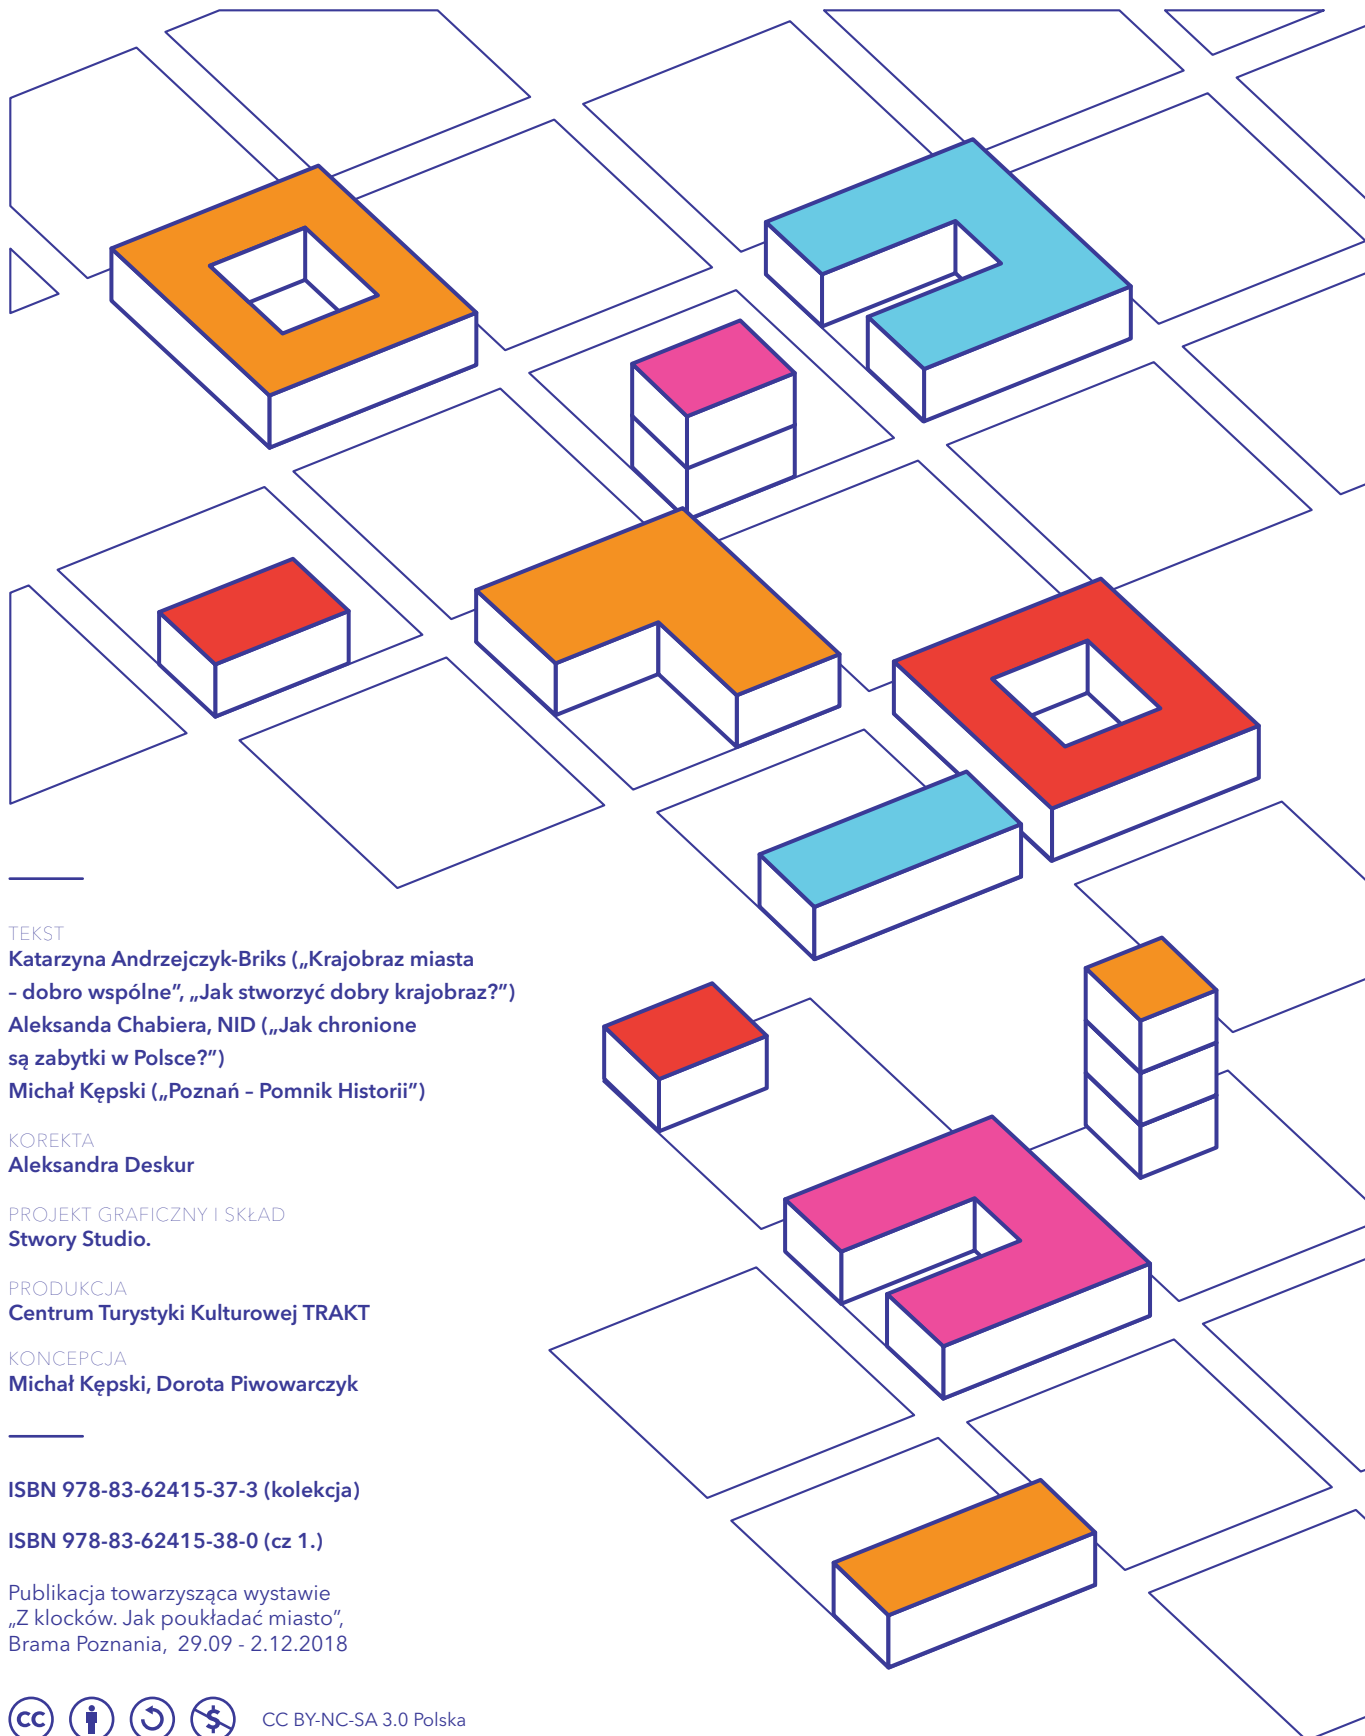 TEKST
Katarzyna Andrzejczyk-Briks („Krajobraz miasta
– dobro wspólne”, „Jak stworzyć dobry krajobraz?”)
Aleksanda Chabiera, NID („Jak chronione
są zabytki w Polsce?”)
Michał Kępski („Poznań – Pomnik Historii”)
KOREKTA
Aleksandra Deskur
PROJEKT GRAFICZNY I SKŁAD
Stwory Studio.
PRODUKCJA
Centrum Turystyki Kulturowej TRAKT
KONCEPCJA
Michał Kępski, Dorota Piwowarczyk
ISBN 978-83-62415-37-3 (kolekcja)
ISBN 978-83-62415-38-0 (cz 1.)
Publikacja towarzysząca wystawie
„Z klocków. Jak poukładać miasto”,
Brama Poznania, 29.09 - 2.12.2018
cc $ CC BY-NC-SA 3.0 Polska